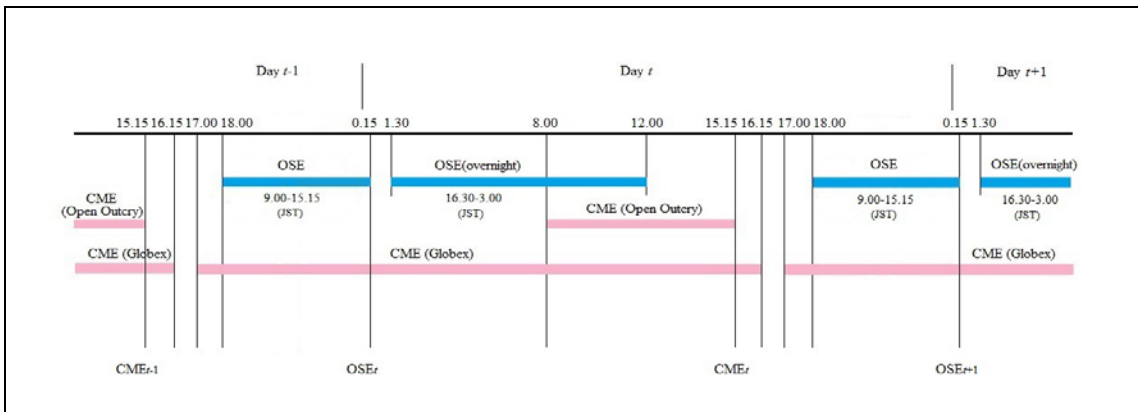 Day t-1
Day t
Day t+1
15.15 16.15 17.00 18.00 0.15 1.30 8.00 12.00 15.15 16.15 17.00 18.00 0.15 1.30
OSE OSE(overnight) OSE OSE(overnight)
9.00-15.15 16.30-3.00 9.00-15.15 16.30-3.00
(JST) (JST) (JST) (JST)
CME
(Open Outcry)
CME (Open Outcry)
CME (Globex) CME (Globex) CME (Globex)
CMEt-1 OSEt CMEt OSEt+1